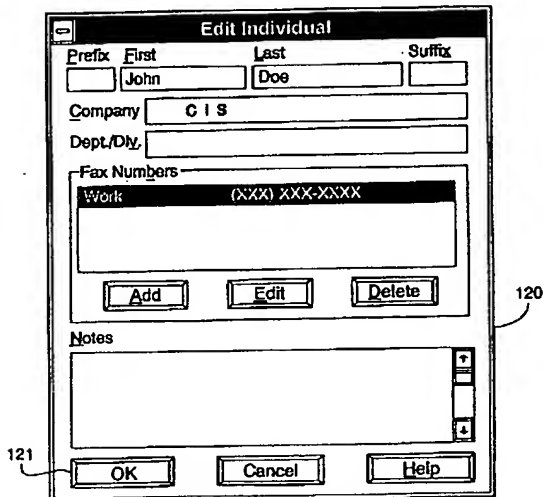 Edit Individual
Prefix First Last Suffix
John Doe
Company C I S
Dept./Div.
Fax Numbers
Work (XXX) XXX-XXXX
Add Edit Delete
120
Notes
121
OK Cancel Help